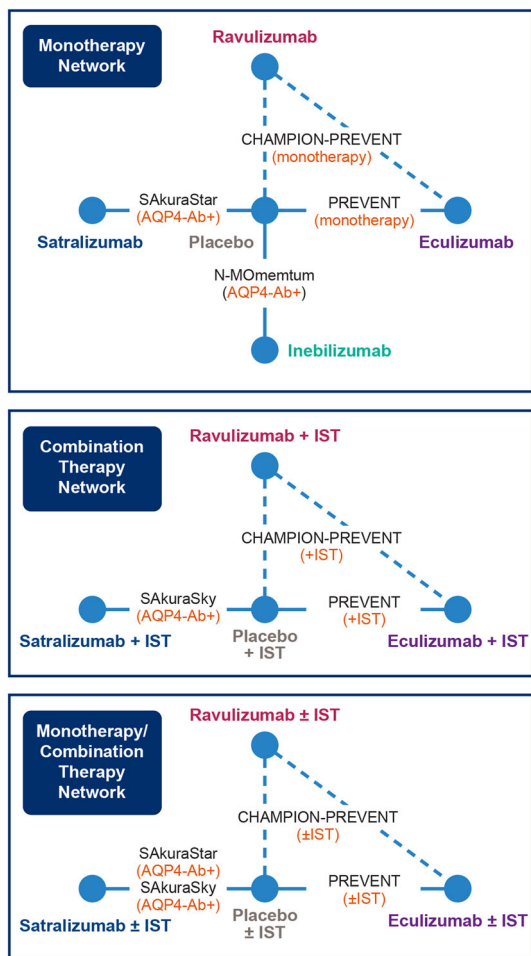 Monotherapy
Network
Ravulizumab
CHAMPION-PREVENT
(monotherapy)
SAkuraStar
(AQP4-Ab+)
PREVENT
(monotherapy)
Satralizumab
Placebo
Eculizumab
N-MOmemtum
(AQP4-Ab+)
Inebilizumab
Combination
Therapy
Network
Ravulizumab + IST
CHAMPION-PREVENT
(+IST)
SAkuraSky
(AQP4-Ab+)
PREVENT
(+IST)
Satralizumab + IST
Placebo
+ IST
Eculizumab + IST
Monotherapy/
Combination
Therapy
Network
Ravulizumab ± IST
CHAMPION-PREVENT
(±IST)
SAkuraStar
(AQP4-Ab+)
SAkuraSky
(AQP4-Ab+)
PREVENT
(±IST)
Satralizumab ± IST
Placebo
± IST
Eculizumab ± IST